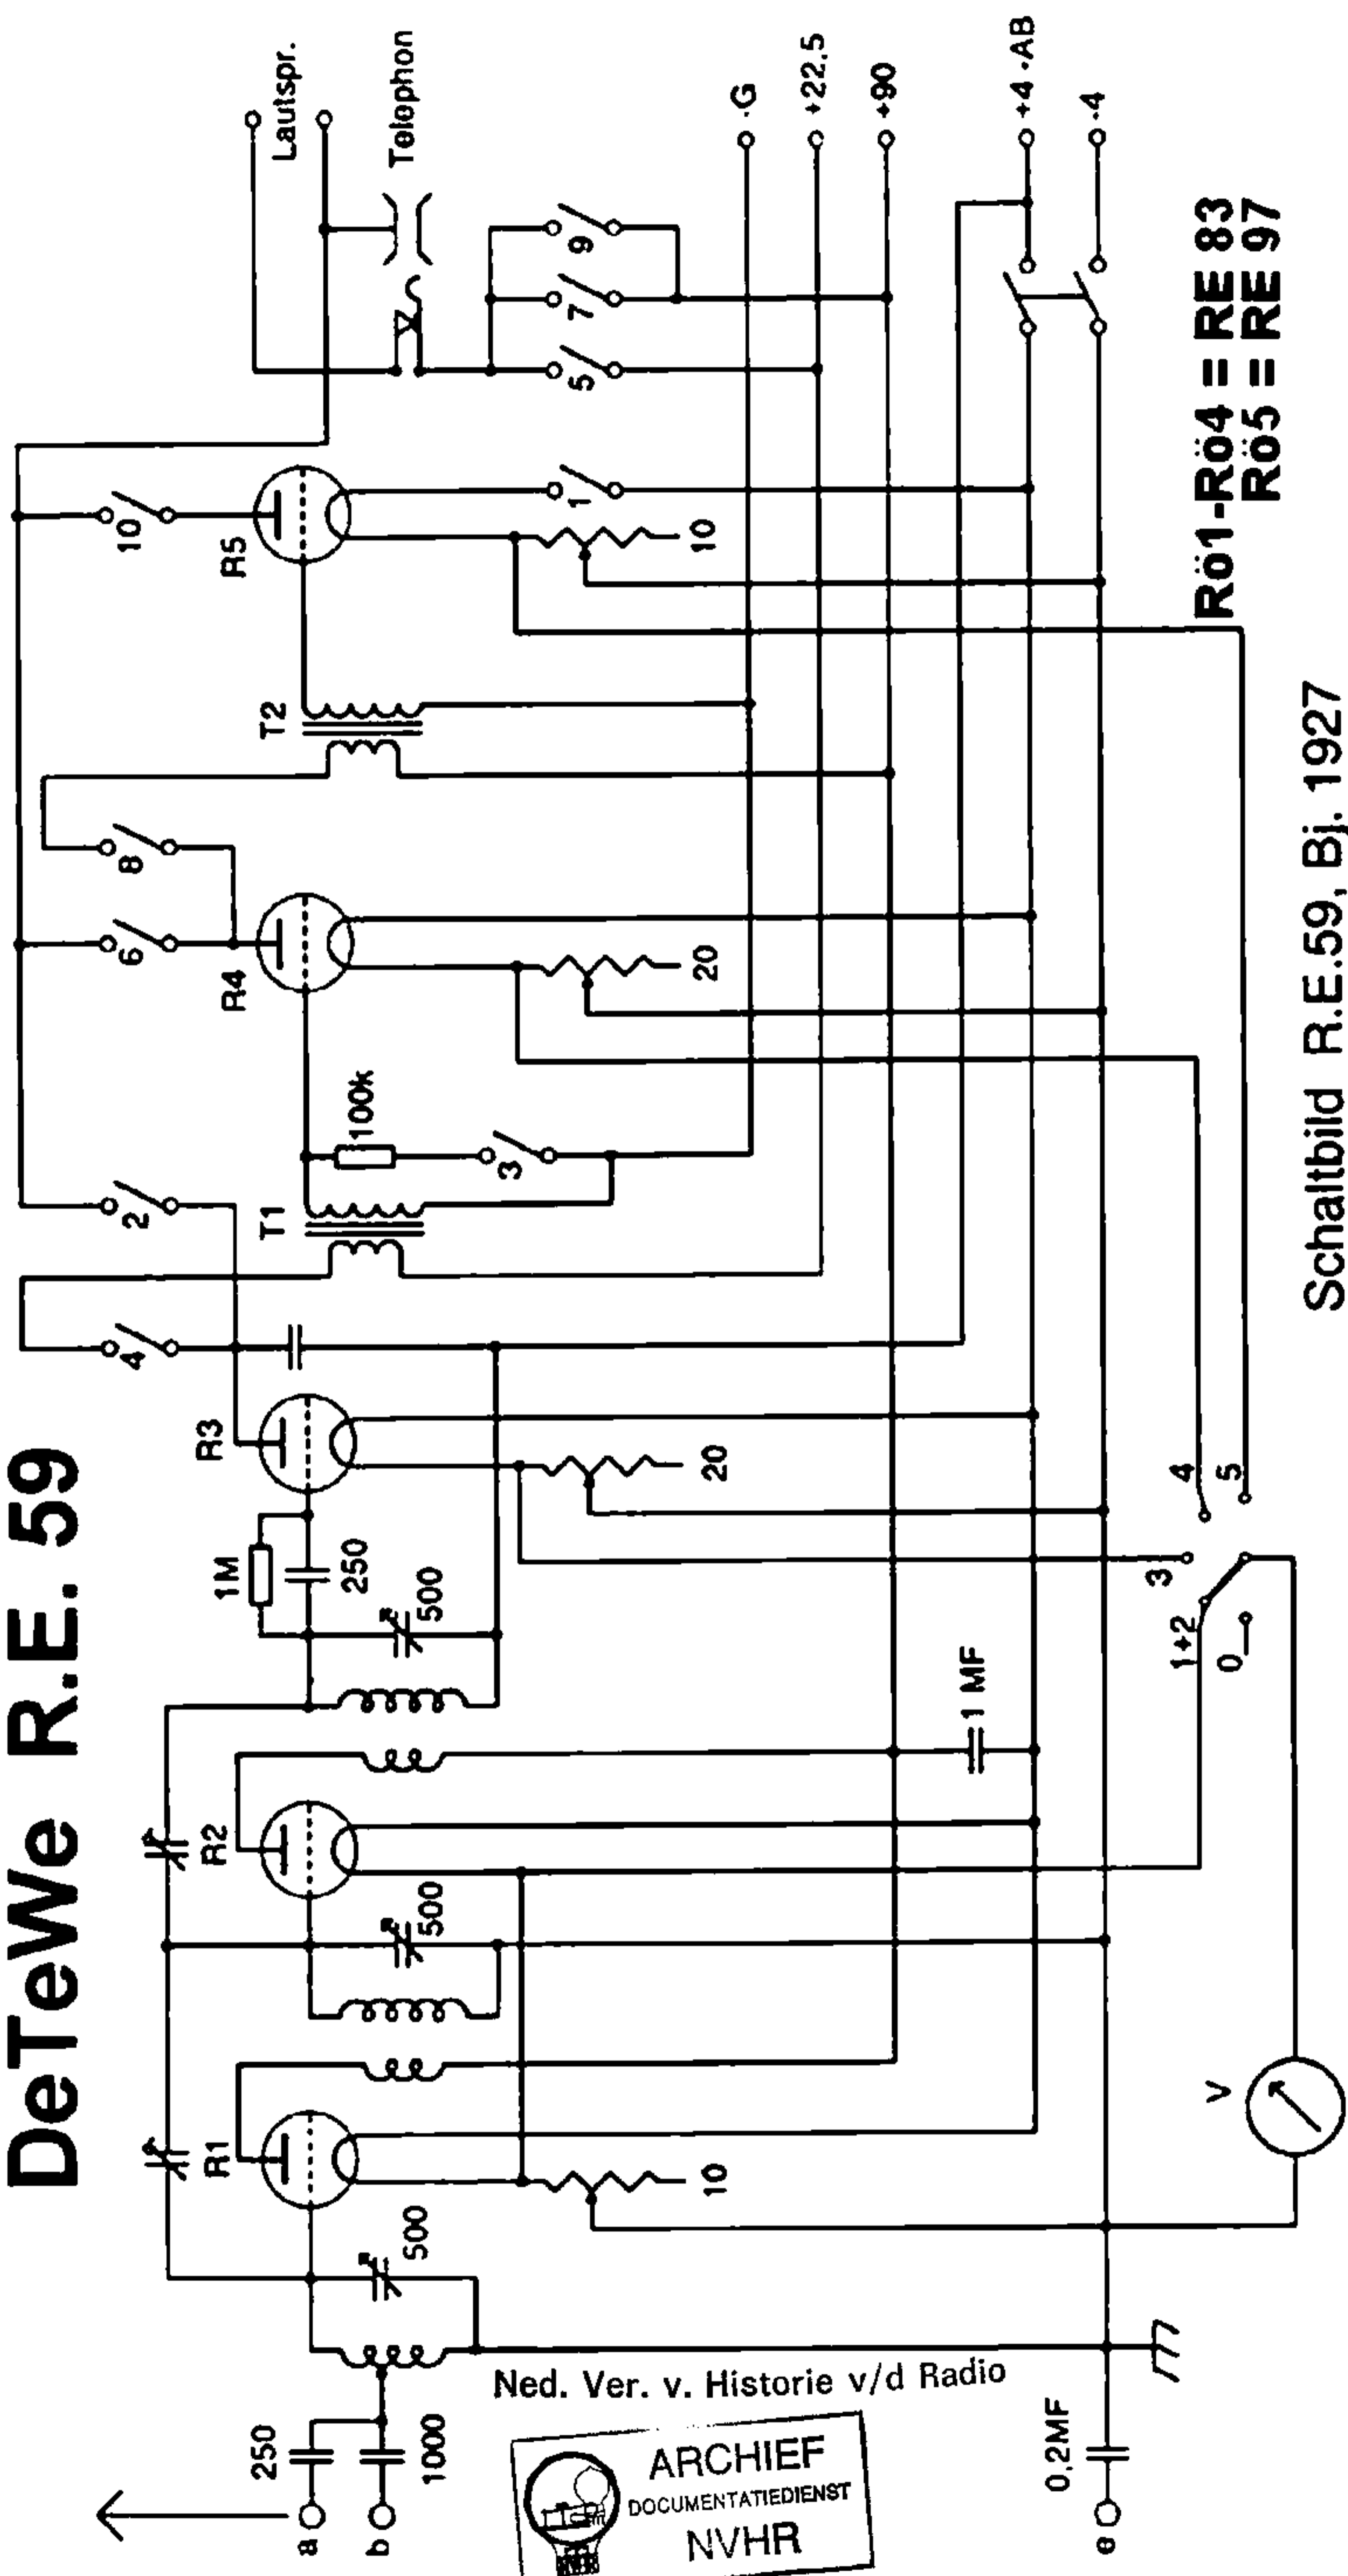 DeTeWe R.E. 59
a
b
250
1000
500
R1
10
500
R2
1M
250
500
R3
20
4
2
T1
100k
3
R4
20
6
8
T2
R5
10
10
1
5
7
9
Lautspr.
Telephon
-G
+22,5
+90
+4 -AB
-4
1 MF
0,2MF
e
V
0
1+2
3
4
5
Rö1-Rö4 = RE 83
Rö5 = RE 97
Schaltbild R.E.59, Bj. 1927
Ned. Ver. v. Historie v/d Radio
ARCHIEF
DOCUMENTATIEDIENST
NVHR